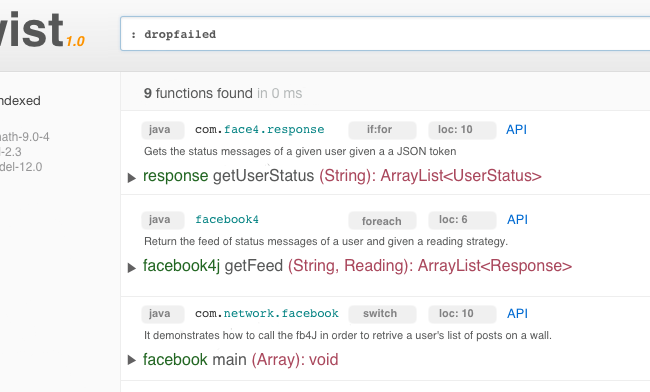 vist 1.0
: dropfailed
ndexed
9 functions found in 0 ms
ath-9.0-4
l-2.3
del-12.0
java com.face4.response if:for loc: 10 API
Gets the status messages of a given user given a a JSON token
response getUserStatus (String): ArrayList<UserStatus>
java facebook4 foreach loc: 6 API
Return the feed of status messages of a user and given a reading strategy.
facebook4j getFeed (String, Reading): ArrayList<Response>
java com.network.facebook switch loc: 10 API
It demonstrates how to call the fb4J in order to retrive a user's list of posts on a wall.
facebook main (Array): void